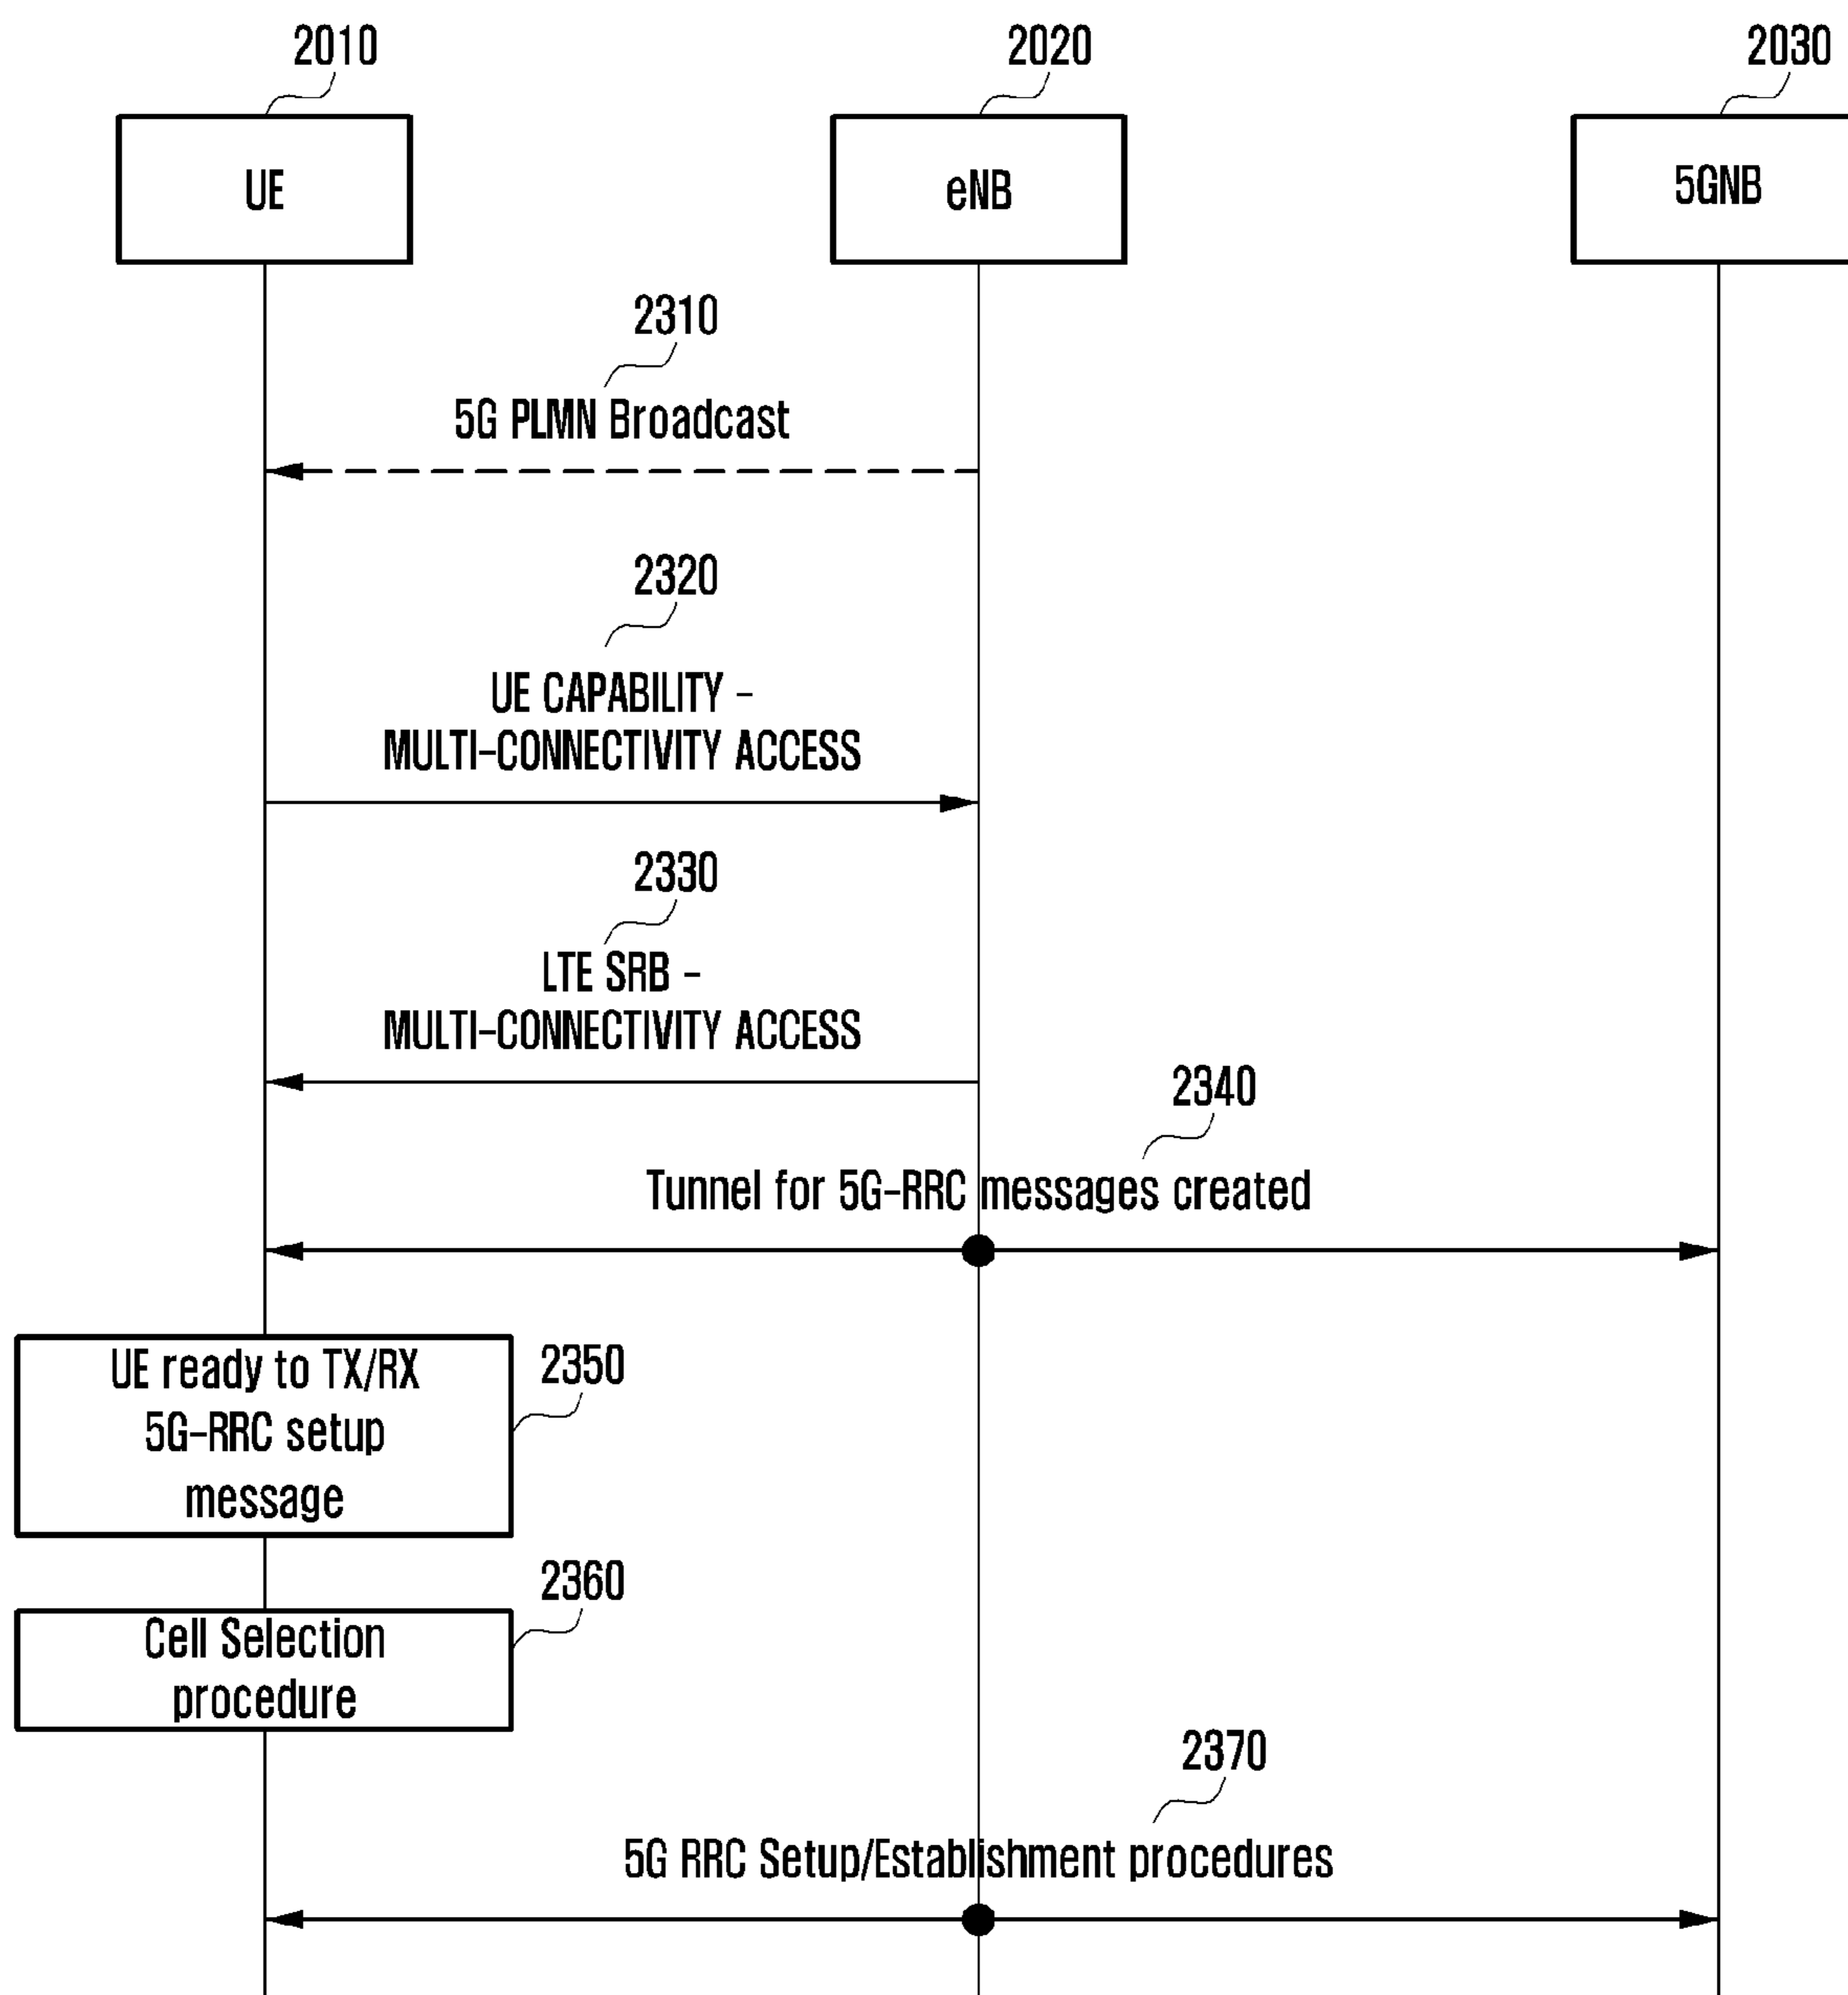 2010
2020
2030
UE
eNB
5GNB
2310
5G PLMN Broadcast
2320
UE CAPABILITY –
MULTI–CONNECTIVITY ACCESS
2330
LTE SRB –
MULTI–CONNECTIVITY ACCESS
2340
Tunnel for 5G–RRC messages created
UE ready to TX/RX
5G–RRC setup
message
2350
2360
Cell Selection
procedure
2370
5G RRC Setup/Establishment procedures